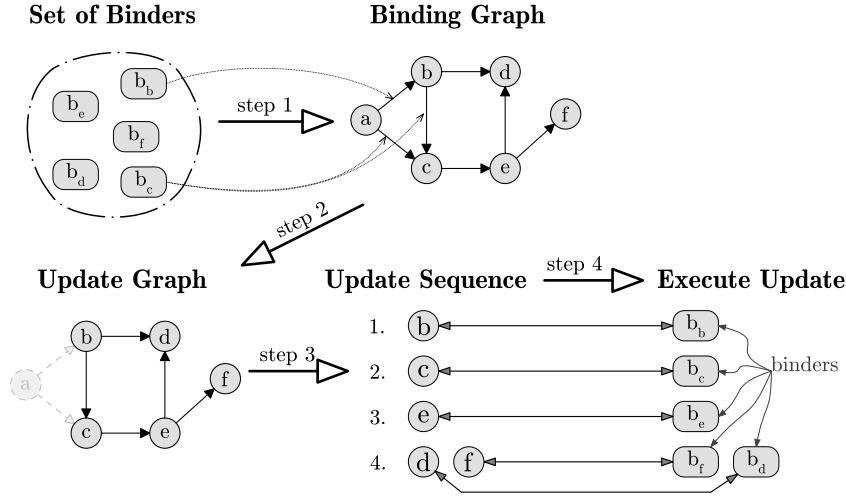 Set of Binders
Binding Graph
b_b
b_e
b_f
b_d
b_c
step 1
a
b
d
c
e
f
step 2
Update Graph
a
b
d
c
e
f
step 3
Update Sequence
step 4
Execute Update
1. b b_b
2. c b_c
3. e b_e
4. d f b_f b_d
binders